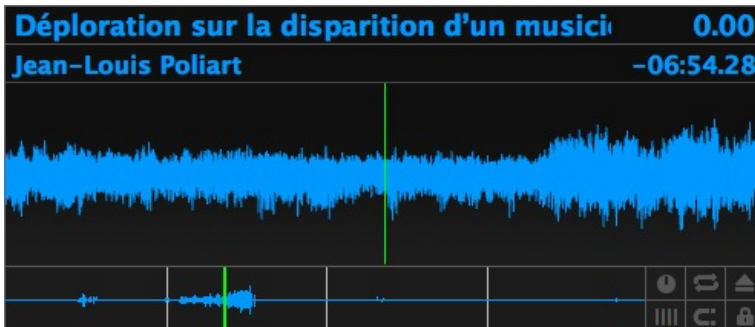 Déploration sur la disparition d'un musici
0.00
Jean-Louis Poliart
-06:54.28